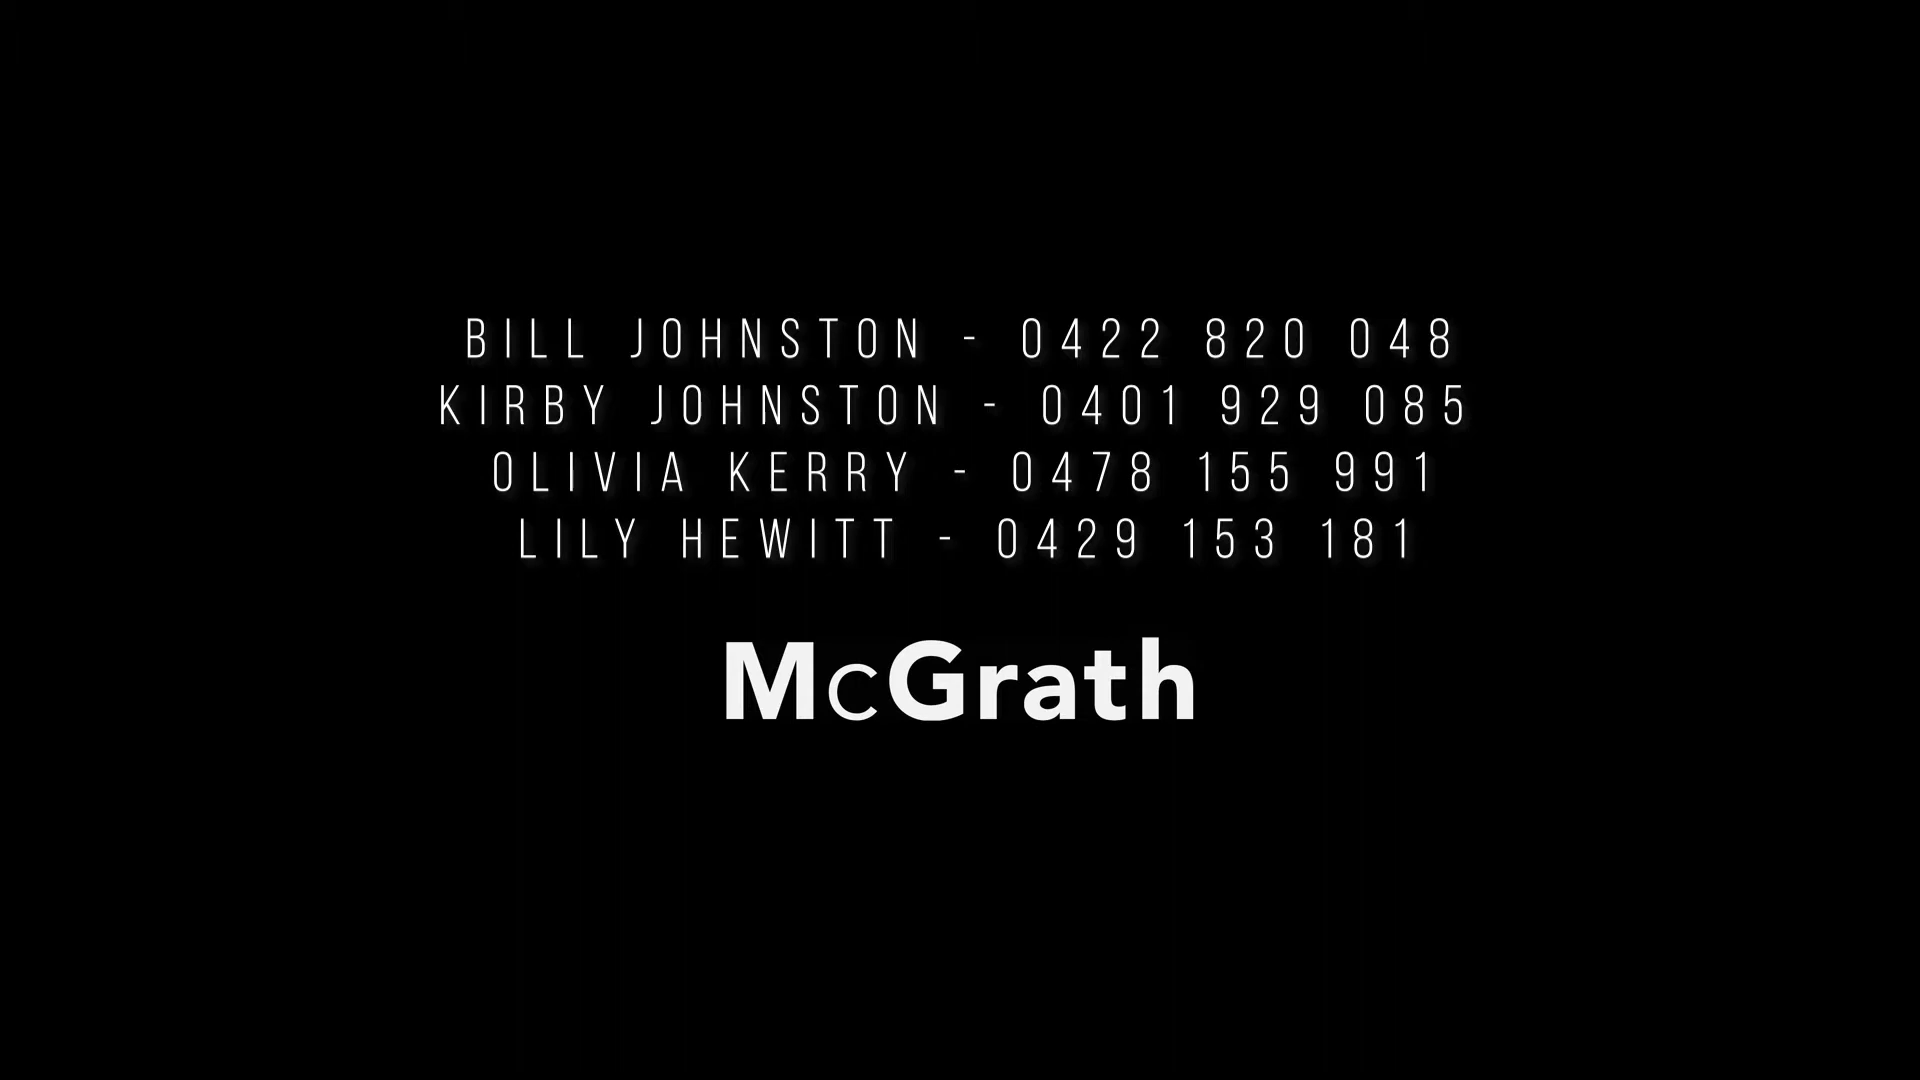 BILL JOHNSTON - 0422 820 048
KIRBY JOHNSTON - 0401 929 085
OLIVIA KERRY - 0478 155 991
LILY HEWITT - 0429 153 181
McGrath